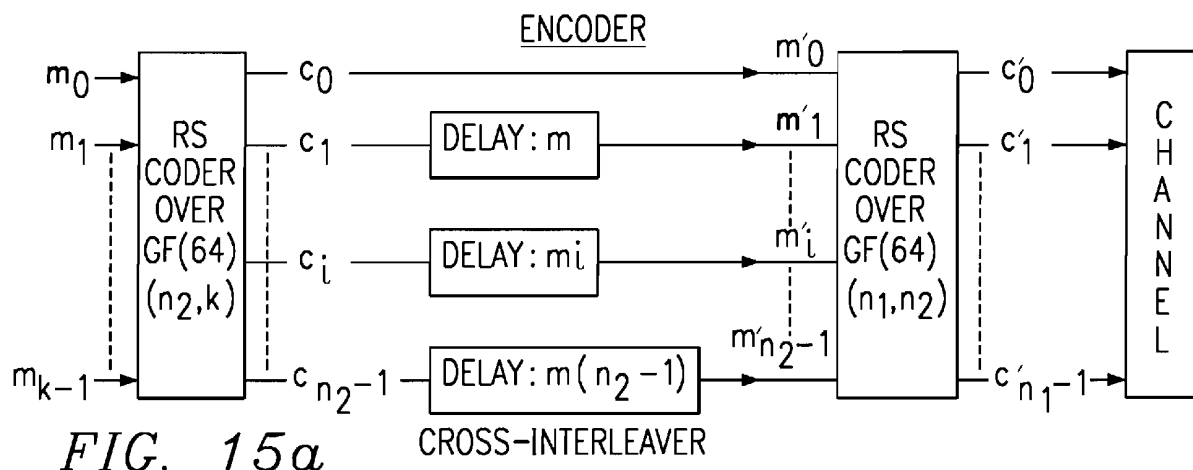 ENCODER
m0
m1
mk-1
RS
CODER
OVER
GF(64)
(n2,k)
c0
c1
ci
cn2-1
DELAY: m
DELAY: mi
DELAY: m(n2-1)
CROSS-INTERLEAVER
m'0
m'1
m'i
m'n2-1
RS
CODER
OVER
GF(64)
(n1,n2)
c'0
c'1
c'n1-1
CHANNEL
FIG. 15a